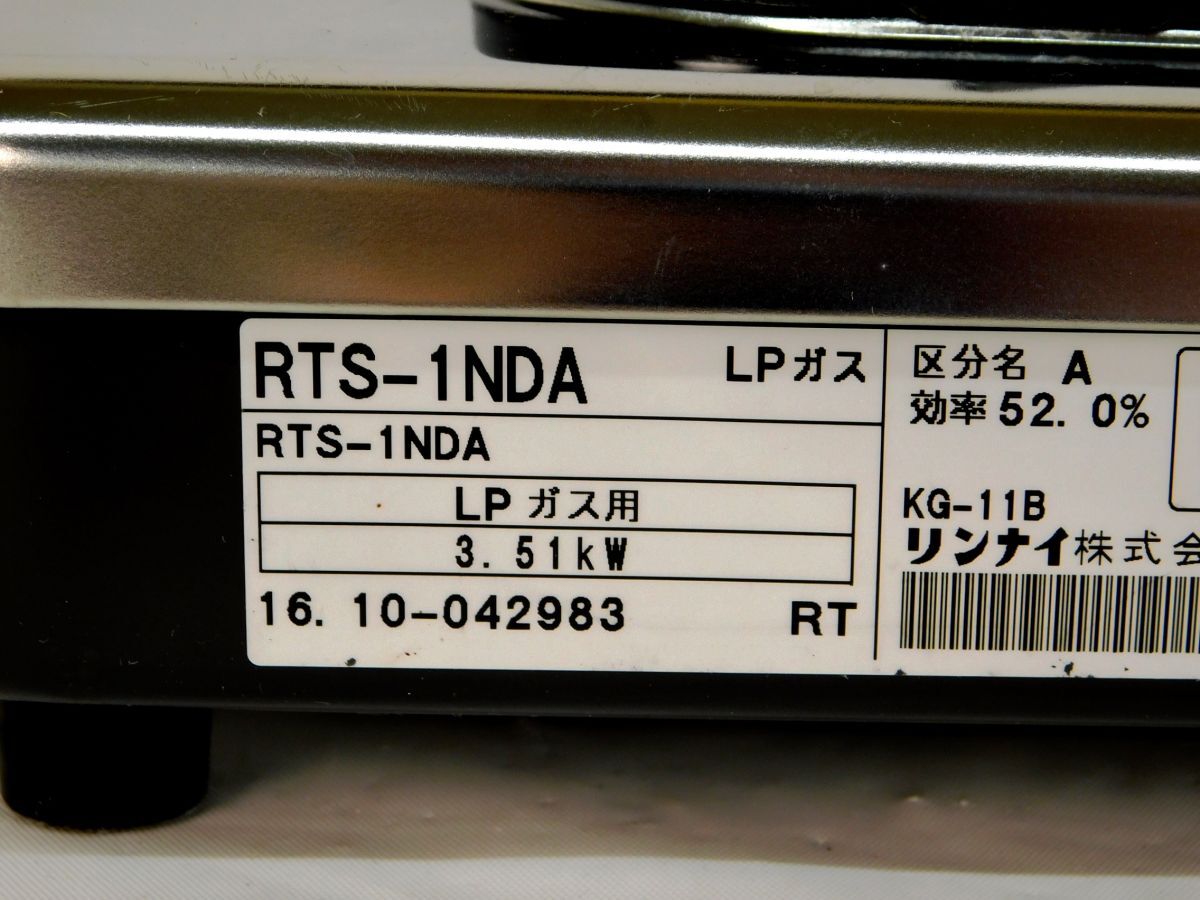 RTS-1NDA LPガス
RTS-1NDA
LPガス用
3.51kW
16.10-042983 RT
区分名 A
効率 52.0%
KG-11B
リンナイ株式会